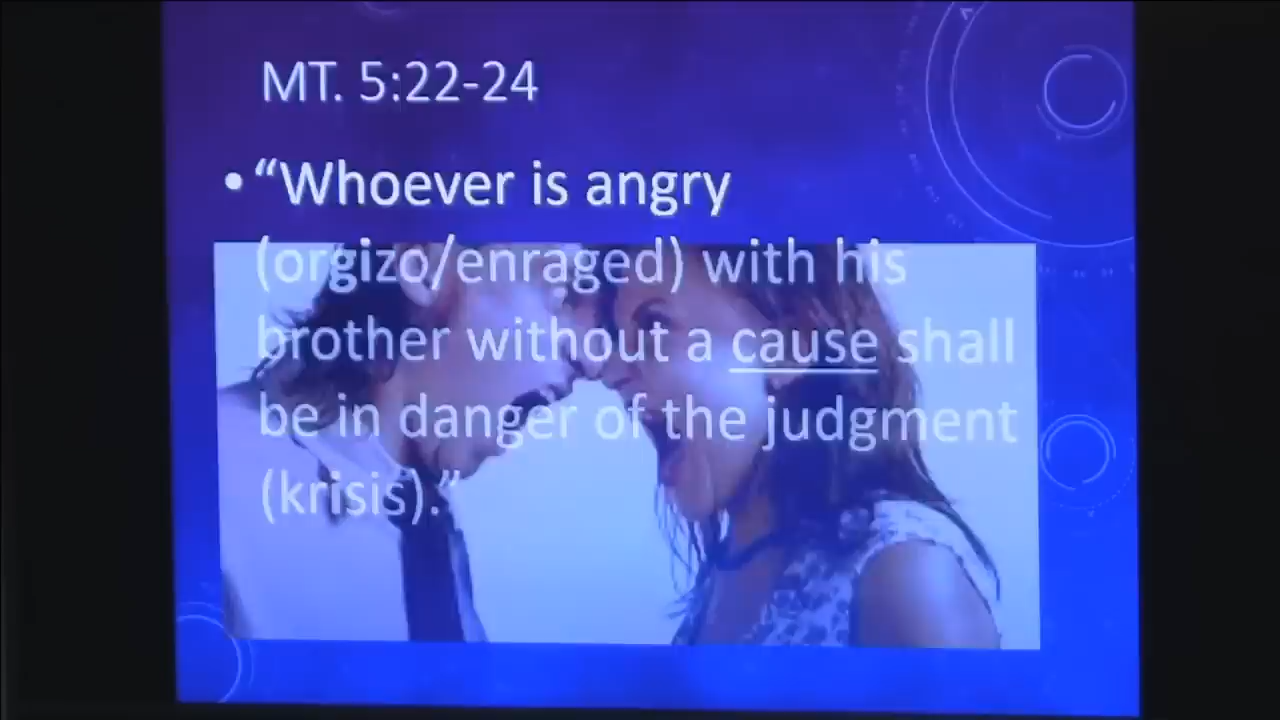 MT. 5:22-24
• “Whoever is angry
(orgizo/enraged) with his
brother without a cause shall
be in danger of the judgment
(krisis).”